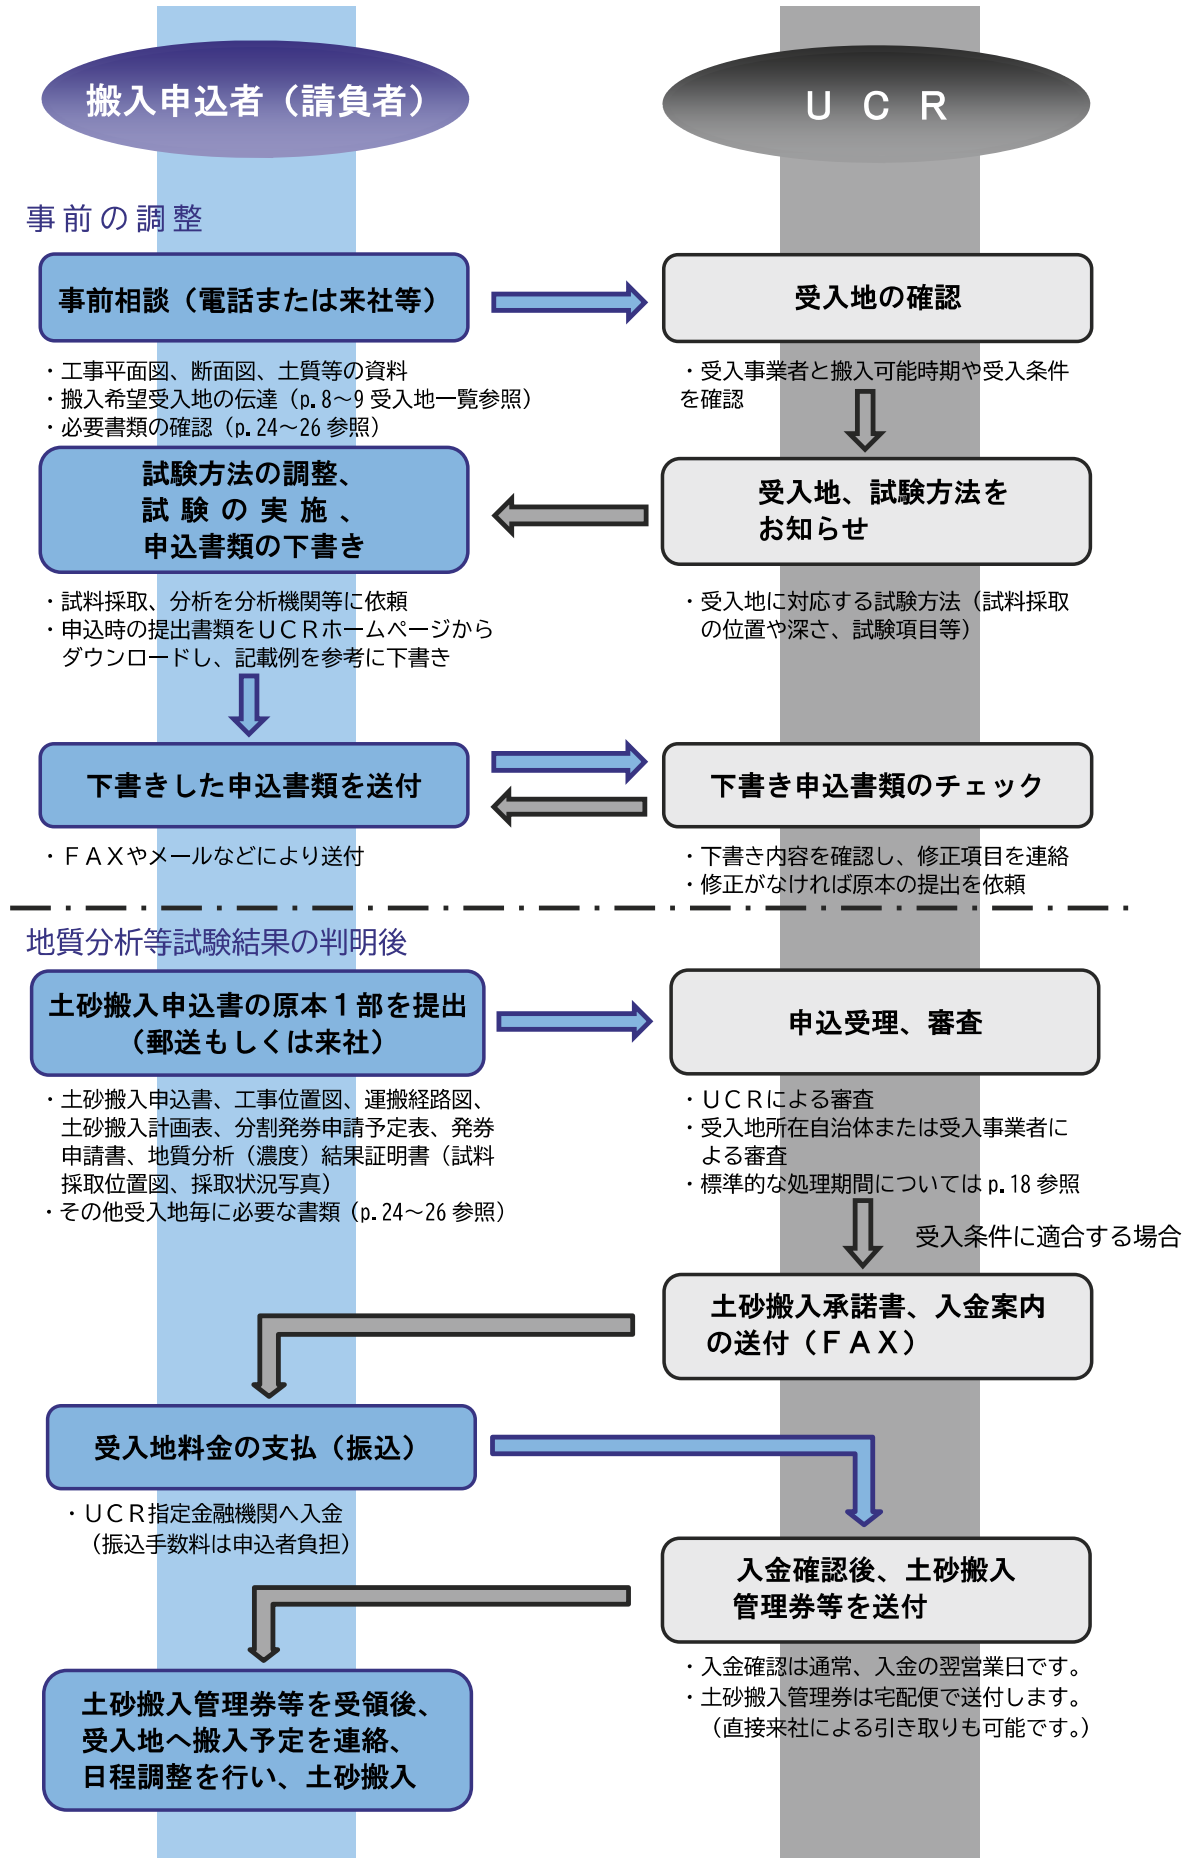 搬入申込者（請負者）
ＵＣＲ
事前の調整
事前相談（電話または来社等）
・工事平面図、断面図、土質等の資料
・搬入希望受入地の伝達（p.8～9 受入地一覧参照）
・必要書類の確認（p.24～26 参照）
受入地の確認
・受入事業者と搬入可能時期や受入条件
を確認
受入地、試験方法を
お知らせ
・受入地に対応する試験方法（試料採取
の位置や深さ、試験項目等）
試験方法の調整、
試験の実施、
申込書類の下書き
・試料採取、分析を分析機関等に依頼
・申込時の提出書類をＵＣＲホームページから
ダウンロードし、記載例を参考に下書き
下書きした申込書類を送付
・ＦＡＸやメールなどにより送付
下書き申込書類のチェック
・下書き内容を確認し、修正項目を連絡
・修正がなければ原本の提出を依頼
地質分析等試験結果の判明後
土砂搬入申込書の原本１部を提出
（郵送もしくは来社）
・土砂搬入申込書、工事位置図、運搬経路図、
土砂搬入計画表、分割発券申請予定表、発券
申請書、地質分析（濃度）結果証明書（試料
採取位置図、採取状況写真）
・その他受入地毎に必要な書類（p.24～26 参照）
申込受理、審査
・ＵＣＲによる審査
・受入地所在自治体または受入事業者に
よる審査
・標準的な処理期間については p.18 参照
受入条件に適合する場合
土砂搬入承諾書、入金案内
の送付（ＦＡＸ）
受入地料金の支払（振込）
・ＵＣＲ指定金融機関へ入金
（振込手数料は申込者負担）
入金確認後、土砂搬入
管理券等を送付
・入金確認は通常、入金の翌営業日です。
・土砂搬入管理券は宅配便で送付します。
（直接来社による引き取りも可能です。）
土砂搬入管理券等を受領後、
受入地へ搬入予定を連絡、
日程調整を行い、土砂搬入